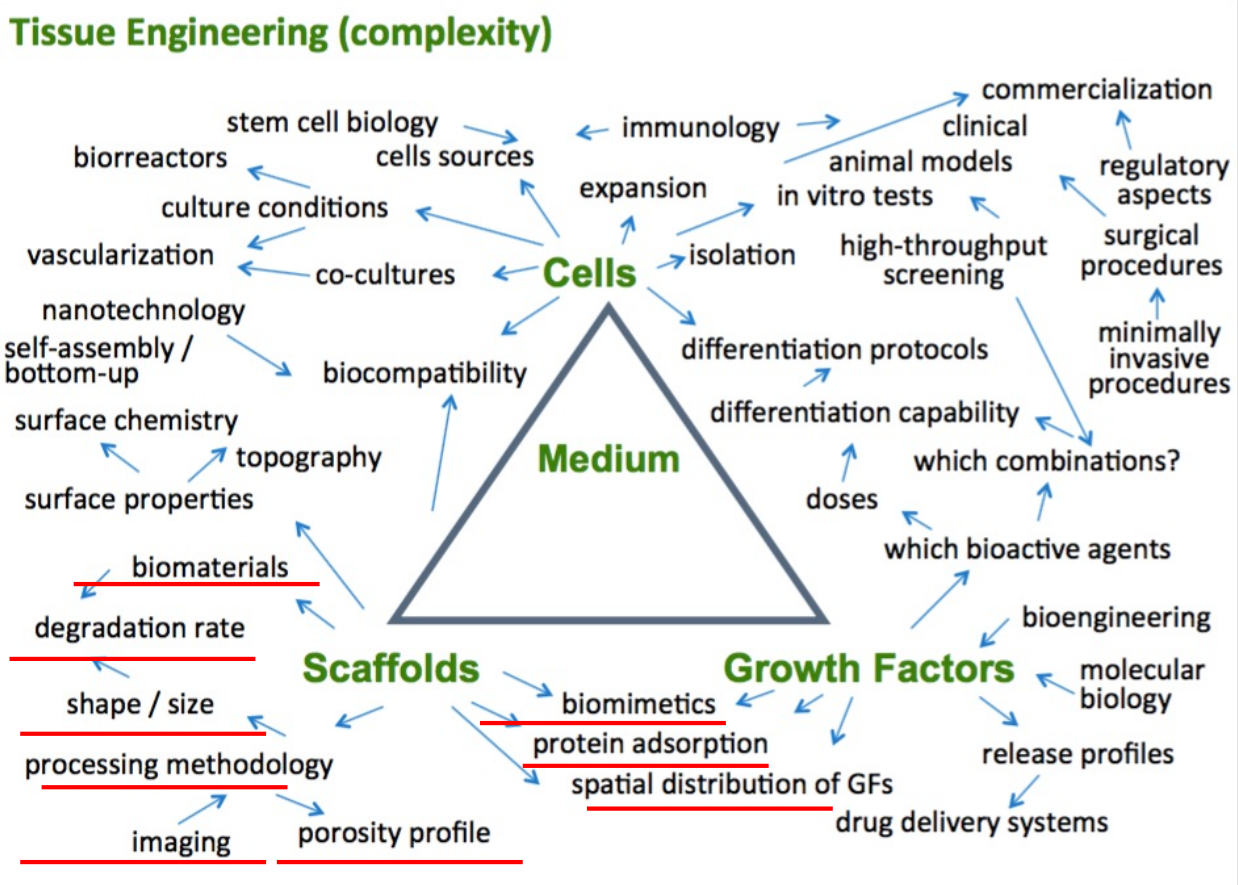 Tissue Engineering (complexity)
commercialization
stem cell biology
immunology
clinical
biorreactors
cells sources
animal models
regulatory
aspects
expansion
in vitro tests
culture conditions
vascularization
co-cultures
Cells
isolation
high-throughput
screening
surgical
procedures
nanotechnology
self-assembly /
bottom-up
biocompatibility
differentiation protocols
minimally
invasive
procedures
surface chemistry
topography
differentiation capability
Medium
which combinations?
surface properties
doses
which bioactive agents
biomaterials
degradation rate
bioengineering
Scaffolds
Growth Factors
molecular
biology
shape / size
biomimetics
protein adsorption
release profiles
processing methodology
spatial distribution of GFs
drug delivery systems
imaging
porosity profile